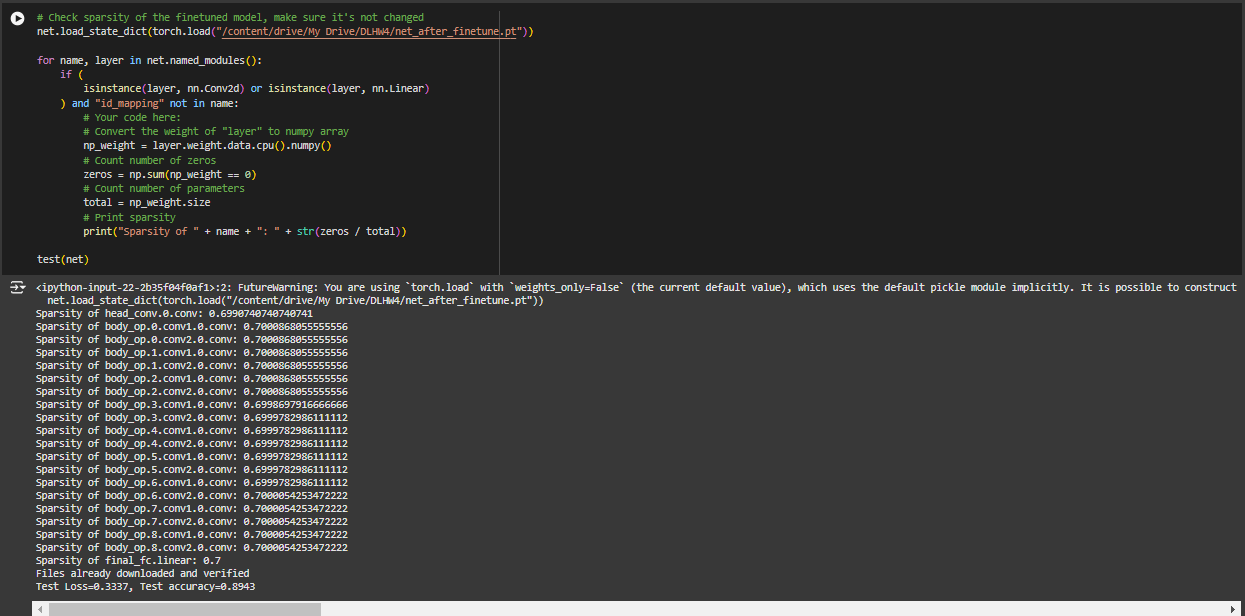 # Check sparsity of the finetuned model, make sure it's not changed
net.load_state_dict(torch.load("/content/drive/My Drive/DLHW4/net_after_finetune.pt"))
for name, layer in net.named_modules():
    if (
        isinstance(layer, nn.Conv2d) or isinstance(layer, nn.Linear)
    ) and "id_mapping" not in name:
        # Your code here:
        # Convert the weight of "layer" to numpy array
        np_weight = layer.weight.data.cpu().numpy()
        # Count number of zeros
        zeros = np.sum(np_weight == 0)
        # Count number of parameters
        total = np_weight.size
        # Print sparsity
        print("Sparsity of " + name + ": " + str(zeros / total))
test(net)
<ipython-input-22-2b35f04f0af1>:2: FutureWarning: You are using `torch.load` with `weights_only=False` (the current default value), which uses the default pickle module implicitly. It is possible to construct
  net.load_state_dict(torch.load("/content/drive/My Drive/DLHW4/net_after_finetune.pt"))
Sparsity of head_conv.0.conv: 0.6990740740740741
Sparsity of body_op.0.conv1.0.conv: 0.7000868055555556
Sparsity of body_op.0.conv2.0.conv: 0.7000868055555556
Sparsity of body_op.1.conv1.0.conv: 0.7000868055555556
Sparsity of body_op.1.conv2.0.conv: 0.7000868055555556
Sparsity of body_op.2.conv1.0.conv: 0.7000868055555556
Sparsity of body_op.2.conv2.0.conv: 0.7000868055555556
Sparsity of body_op.3.conv1.0.conv: 0.6998697916666666
Sparsity of body_op.3.conv2.0.conv: 0.6999782986111112
Sparsity of body_op.4.conv1.0.conv: 0.6999782986111112
Sparsity of body_op.4.conv2.0.conv: 0.6999782986111112
Sparsity of body_op.5.conv1.0.conv: 0.6999782986111112
Sparsity of body_op.5.conv2.0.conv: 0.6999782986111112
Sparsity of body_op.6.conv1.0.conv: 0.6999782986111112
Sparsity of body_op.6.conv2.0.conv: 0.7000054253472222
Sparsity of body_op.7.conv1.0.conv: 0.7000054253472222
Sparsity of body_op.7.conv2.0.conv: 0.7000054253472222
Sparsity of body_op.8.conv1.0.conv: 0.7000054253472222
Sparsity of body_op.8.conv2.0.conv: 0.7000054253472222
Sparsity of final_fc.linear: 0.7
Files already downloaded and verified
Test Loss=0.3337, Test accuracy=0.8943